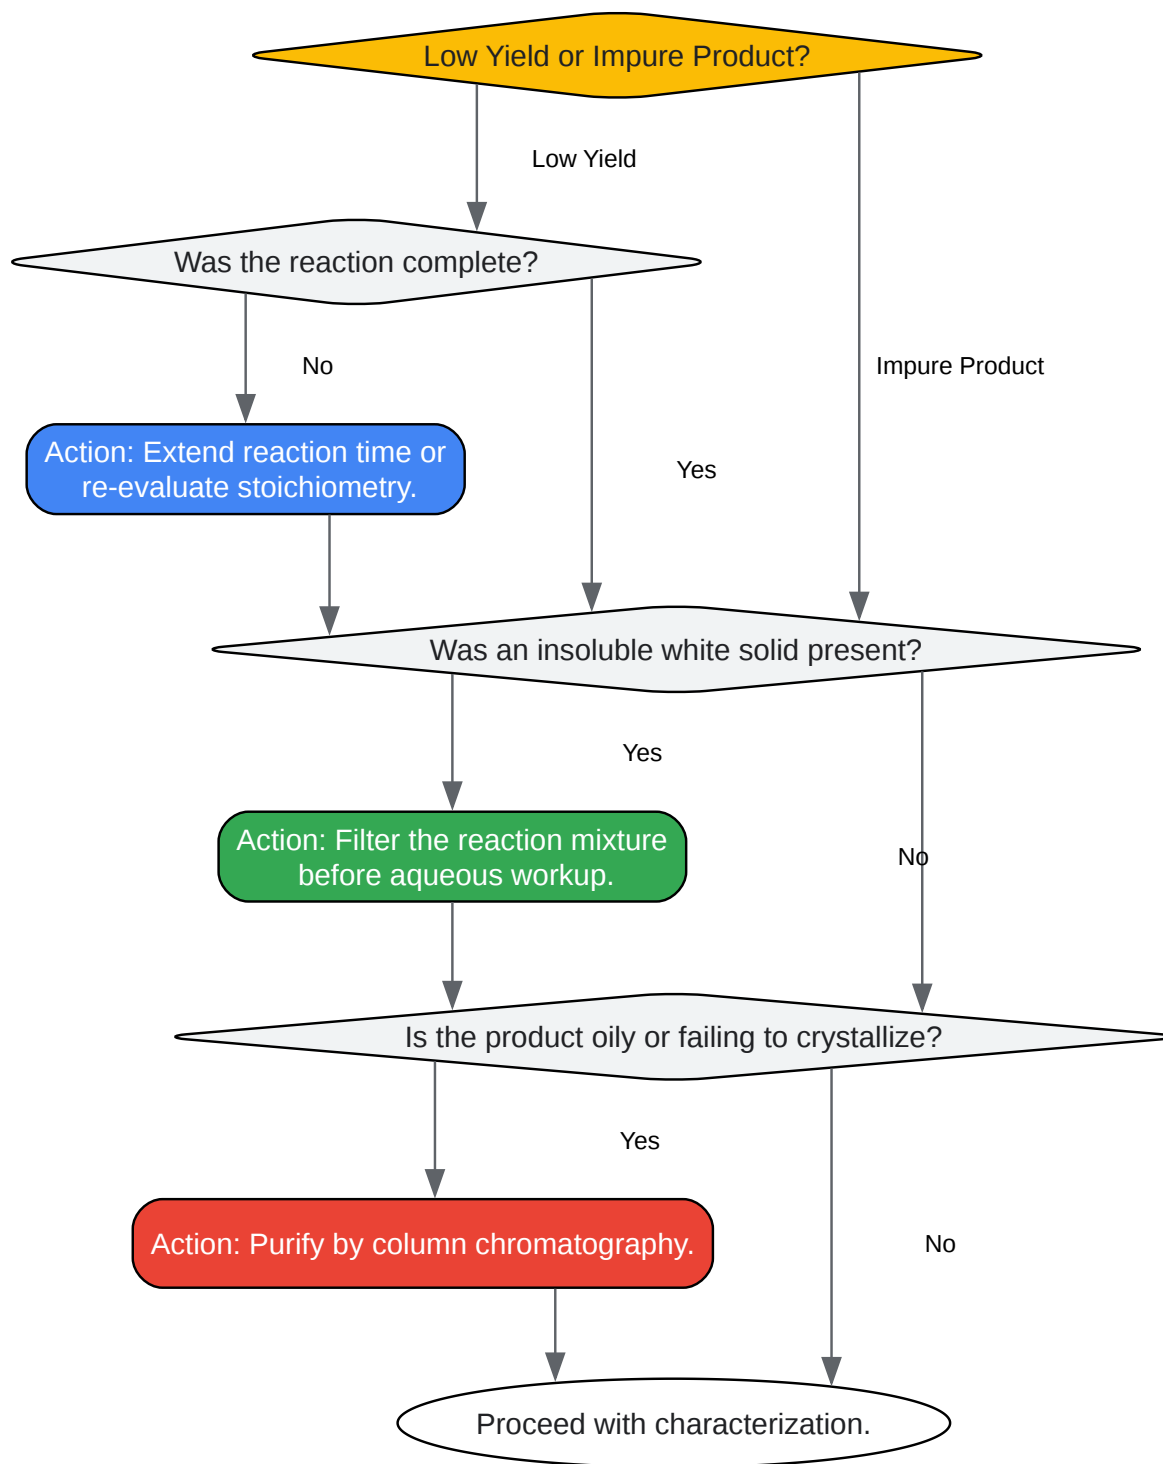 Low Yield or Impure Product?
Low Yield
Was the reaction complete?
No
Impure Product
Action: Extend reaction time or
re-evaluate stoichiometry.
Yes
Was an insoluble white solid present?
Yes
Action: Filter the reaction mixture
before aqueous workup.
No
Is the product oily or failing to crystallize?
Yes
Action: Purify by column chromatography.
No
Proceed with characterization.